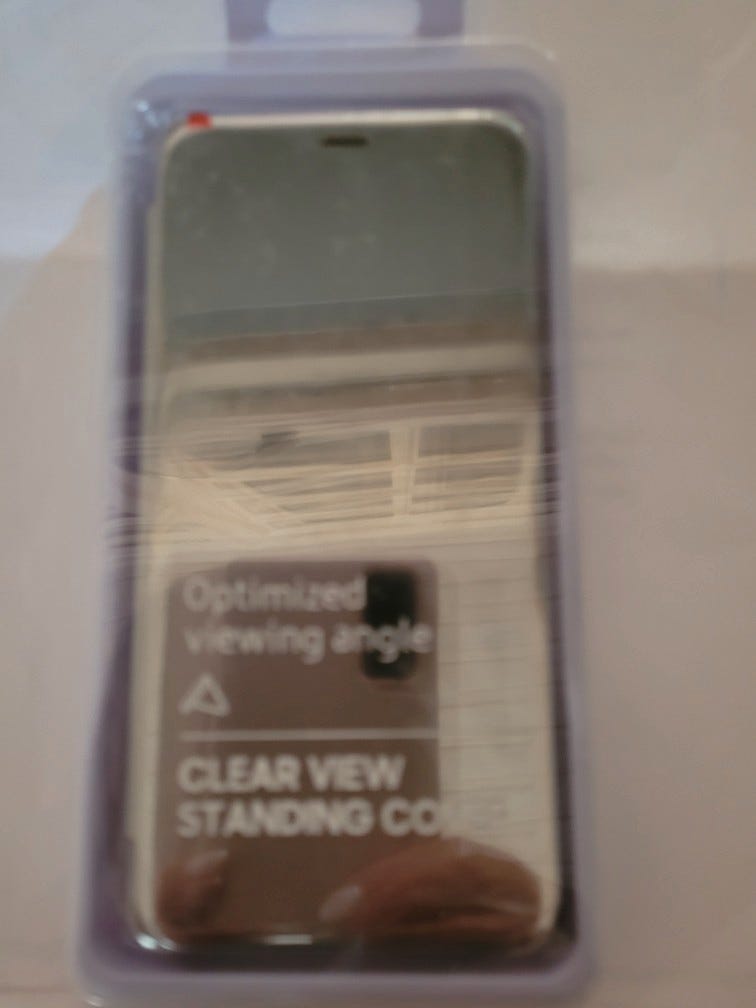 Optimized
viewing angle
CLEAR VIEW
STANDING